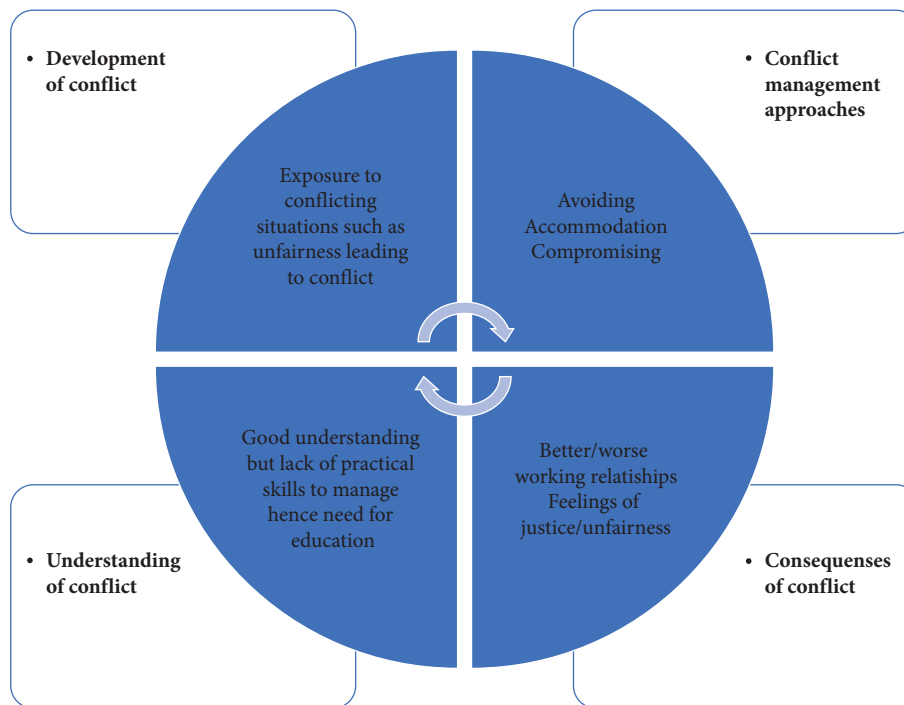 • Development
of conflict
• Conflict
management
approaches
Exposure to
conflicting
situations such as
unfairness leading
to conflict
Avoiding
Accommodation
Compromising
Good understanding
but lack of practical
skills to manage
hence need for
education
Better/worse
working relatiships
Feelings of
justice/unfairness
• Understanding
of conflict
• Consequenses
of conflict